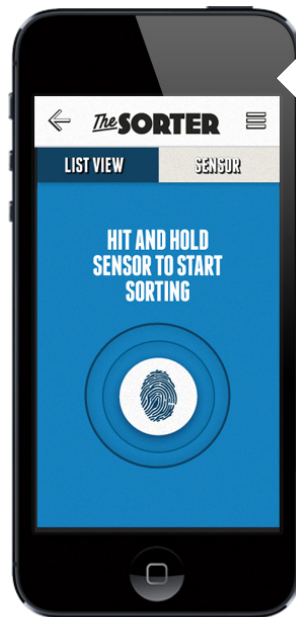 The SORTER
LIST VIEW
SENSOR
HIT AND HOLD
SENSOR TO START
SORTING